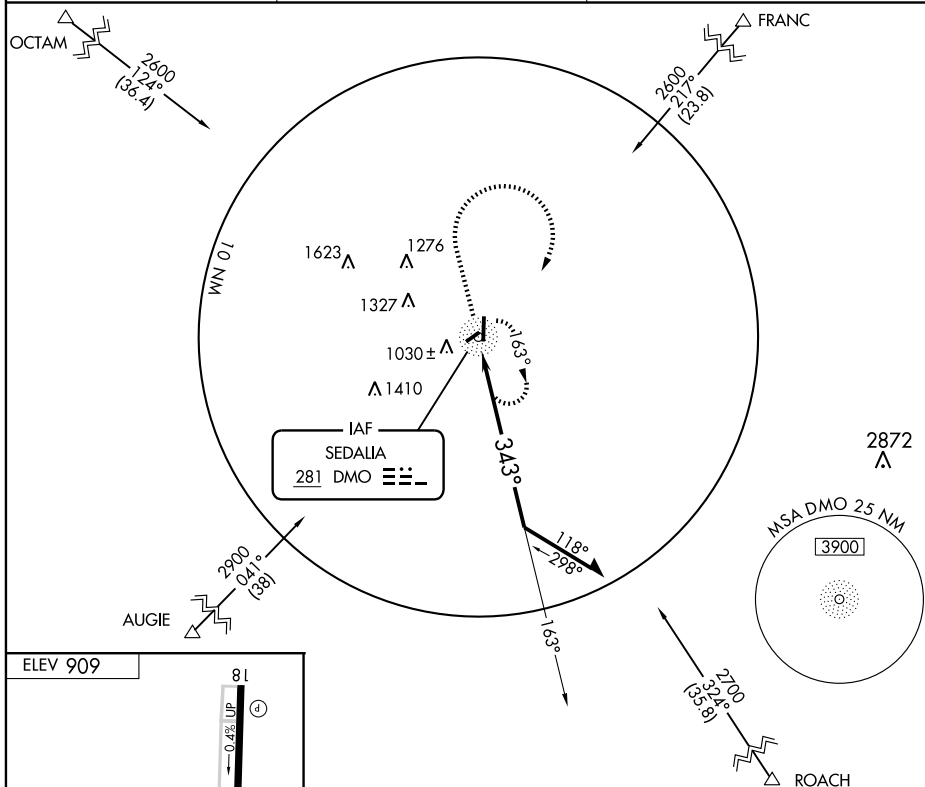 OCTAM
2600
124°
(36.4)
FRANC
2600
217°
(23.8)
10 NM
1623
1276
1327
1030 ±
1410
163°
IAF
SEDALIA
281 DMO
343°
118°
298°
163°
2872
MSA DMO 25 NM
3900
2900
041°
(38)
AUGIE
2700
324°
(35.8)
ROACH
ELEV 909
18
0.4% UP
P